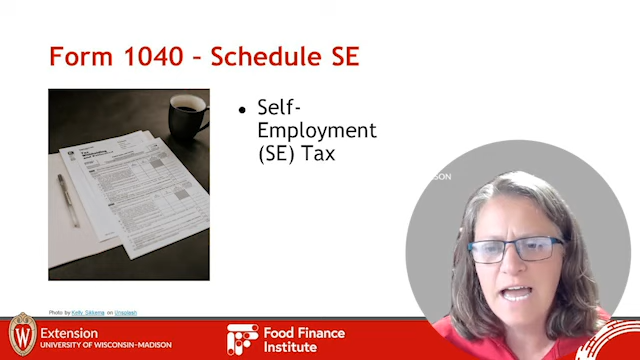 Form 1040 – Schedule SE
• Self-
Employment
(SE) Tax
SON
Photo by Kelly Sikkema on Unsplash
Extension
UNIVERSITY OF WISCONSIN-MADISON
Food Finance
Institute